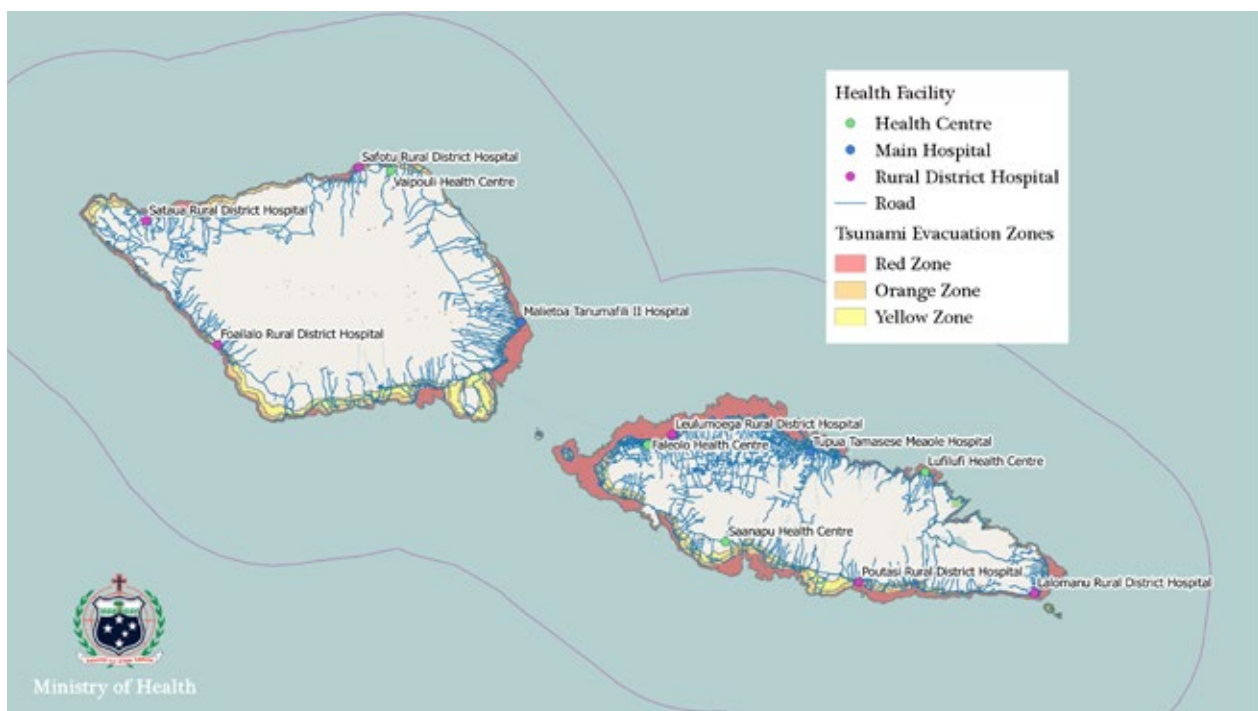 Health Facility
Health Centre
Main Hospital
Rural District Hospital
Road
Tsunami Evacuation Zones
Red Zone
Orange Zone
Yellow Zone
Safotu Rural District Hospital
Vaipouli Health Centre
Sataua Rural District Hospital
Malietoa Tanumafili II Hospital
Foailalo Rural District Hospital
Leulumoega Rural District Hospital
Faleolo Health Centre
Tupua Tamasese Meaole Hospital
Lufilufi Health Centre
Saanapu Health Centre
Poutasi Rural District Hospital
Lalomanu Rural District Hospital
Ministry of Health